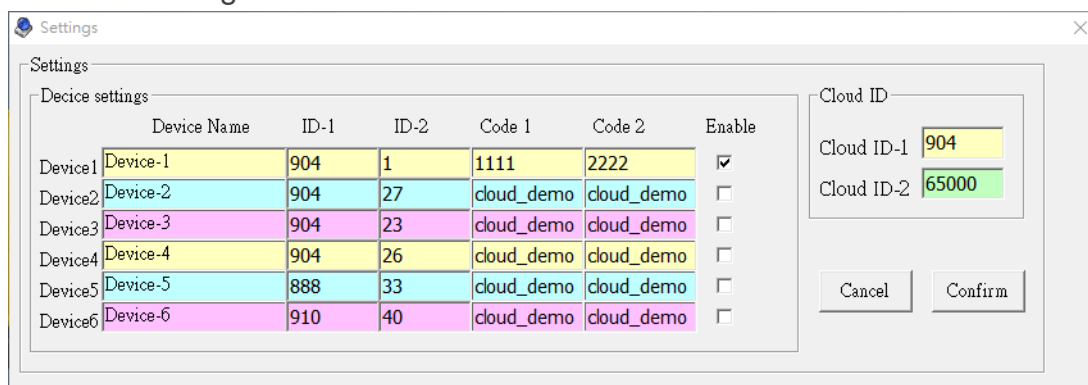 Settings
Settings
Decice settings
Device Name ID-1 ID-2 Code 1 Code 2 Enable
Device1 Device-1 904 1 1111 2222
Device2 Device-2 904 27 cloud_demo cloud_demo
Device3 Device-3 904 23 cloud_demo cloud_demo
Device4 Device-4 904 26 cloud_demo cloud_demo
Device5 Device-5 888 33 cloud_demo cloud_demo
Device6 Device-6 910 40 cloud_demo cloud_demo
Cloud ID
Cloud ID-1 904
Cloud ID-2 65000
Cancel Confirm